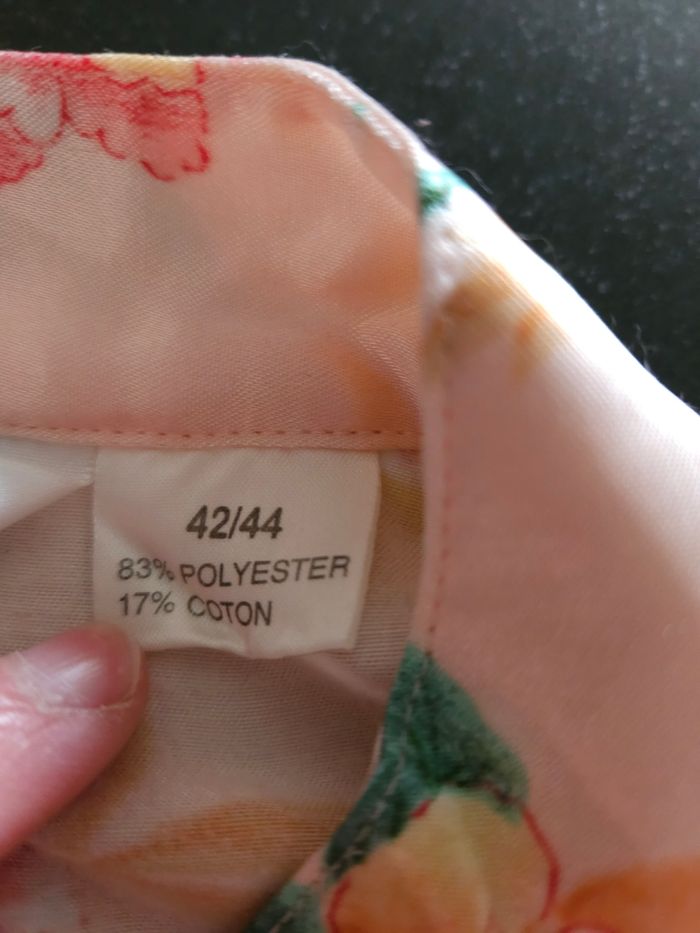 42/44
83% POLYESTER
17% COTON